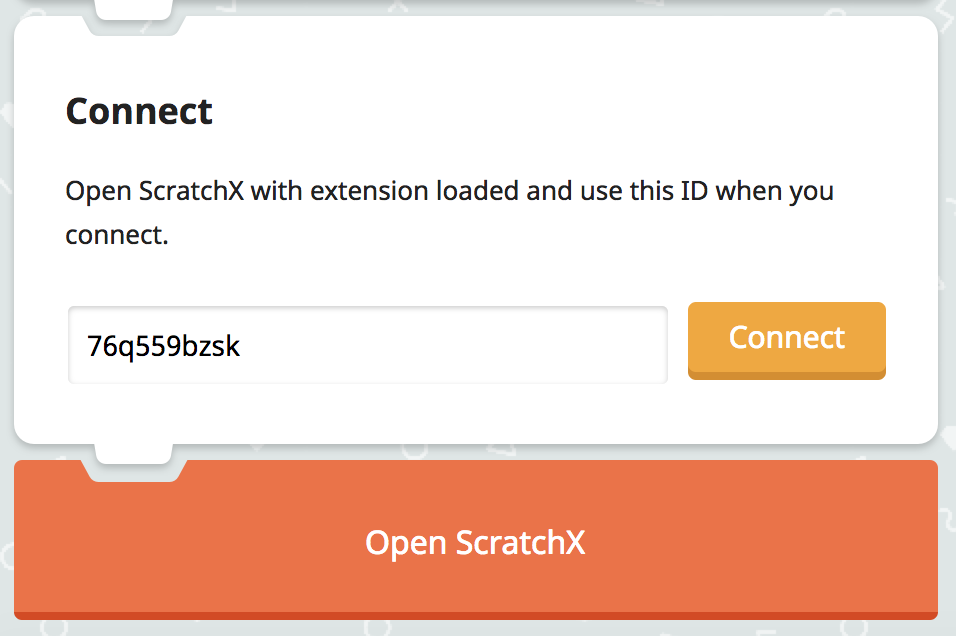 Connect
Open ScratchX with extension loaded and use this ID when you
connect.
76q559bzsk
Connect
Open ScratchX